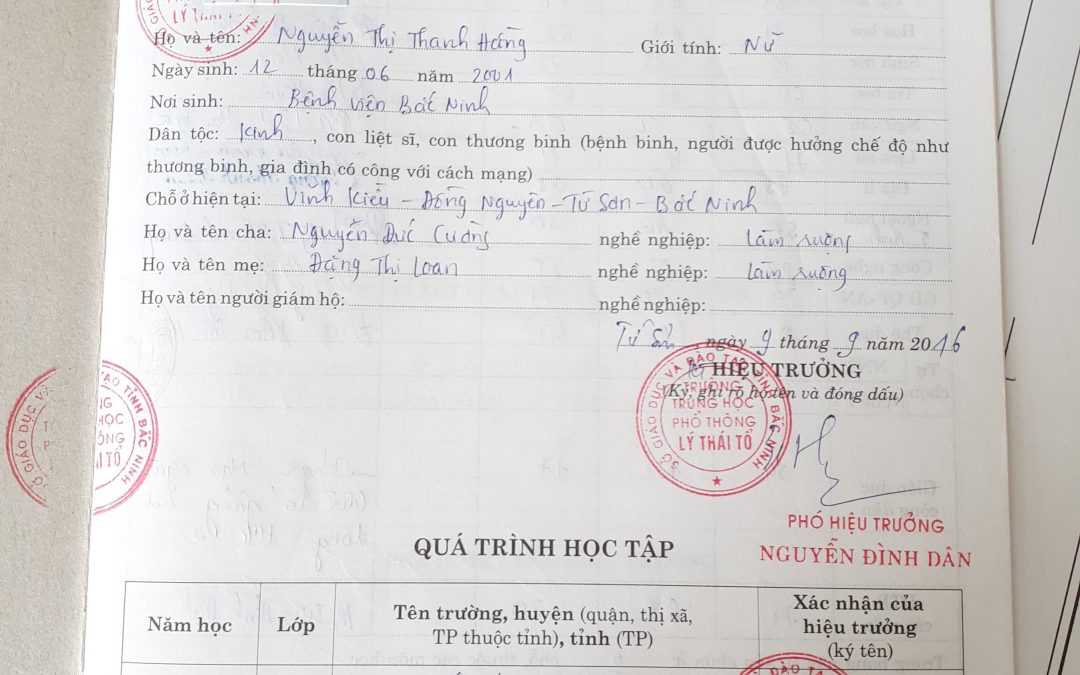 LÝ THÁI
Họ và tên: Nguyễn Thị Thanh Hằng Giới tính: Nữ
Ngày sinh: 12 tháng 06 năm 2001
Nơi sinh: Bệnh viện Bắc Ninh
Dân tộc: Kinh, con liệt sĩ, con thương binh (bệnh binh, người được hưởng chế độ như
thương binh, gia đình có công với cách mạng)
Chỗ ở hiện tại: Vĩnh Kiều - Đồng Nguyên - Từ Sơn - Bắc Ninh
Họ và tên cha: Nguyễn Đức Cường nghề nghiệp: Làm ruộng
Họ và tên mẹ: Đặng Thị Loan nghề nghiệp: Làm ruộng
Họ và tên người giám hộ: nghề nghiệp:
Từ Sơn, ngày 9 tháng 9 năm 2016
HIỆU TRƯỞNG
(Ký, ghi rõ họ tên và đóng dấu)
SỞ GIÁO DỤC VÀ ĐÀO TẠO TỈNH BẮC NINH
TRƯỜNG
TRUNG HỌC
PHỔ THÔNG
LÝ THÁI TỔ
PHÓ HIỆU TRƯỞNG
NGUYỄN ĐÌNH DÂN
QUÁ TRÌNH HỌC TẬP
Năm học
Lớp
Tên trường, huyện (quận, thị xã,
TP thuộc tỉnh), tỉnh (TP)
Xác nhận của
hiệu trưởng
(ký tên)